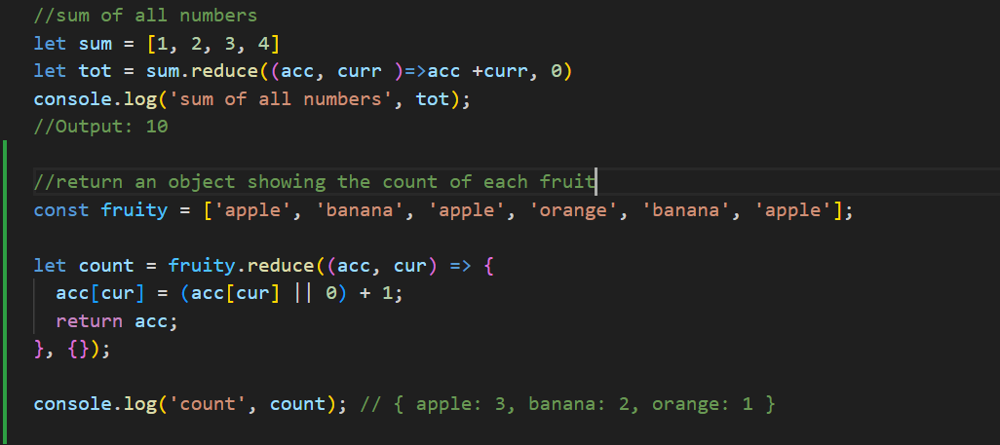 //sum of all numbers
let sum = [1, 2, 3, 4]
let tot = sum.reduce((acc, curr )=>acc +curr, 0)
console.log('sum of all numbers', tot);
//Output: 10
//return an object showing the count of each fruit
const fruity = ['apple', 'banana', 'apple', 'orange', 'banana', 'apple'];
let count = fruity.reduce((acc, cur) => {
  acc[cur] = (acc[cur] || 0) + 1;
  return acc;
}, {});
console.log('count', count); // { apple: 3, banana: 2, orange: 1 }